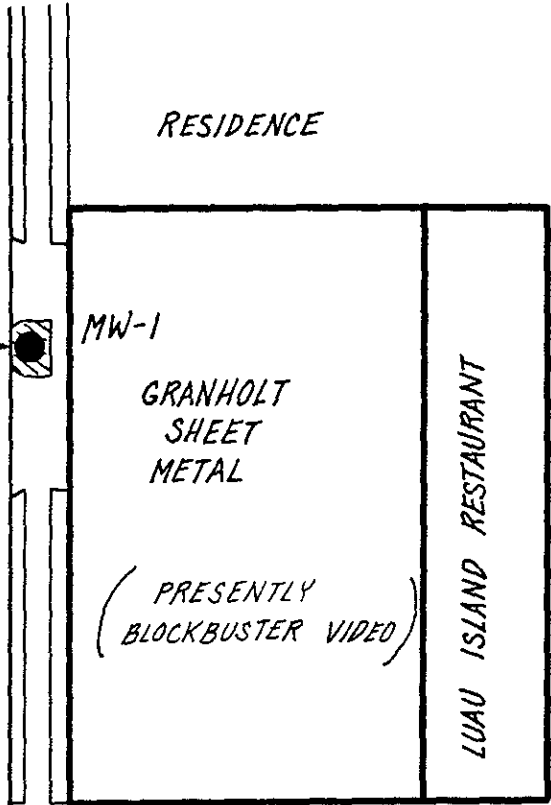 RESIDENCE
MW-1
GRANHOLT
SHEET
METAL
(PRESENTLY
BLOCKBUSTER VIDEO)
LUAU ISLAND RESTAURANT